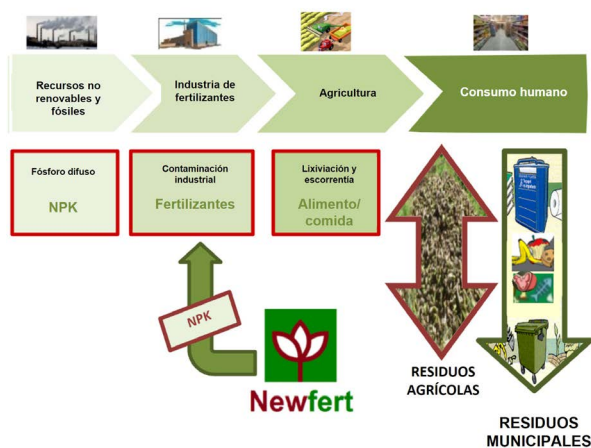 Recursos no
renovables y
fósiles
Industria de
fertilizantes
Agricultura
Consumo humano
Fósforo difuso
NPK
Contaminación
industrial
Fertilizantes
Lixiviación y
escorrentía
Alimento/
comida
NPK
Newfert
RESIDUOS
AGRÍCOLAS
RESIDUOS
MUNICIPALES